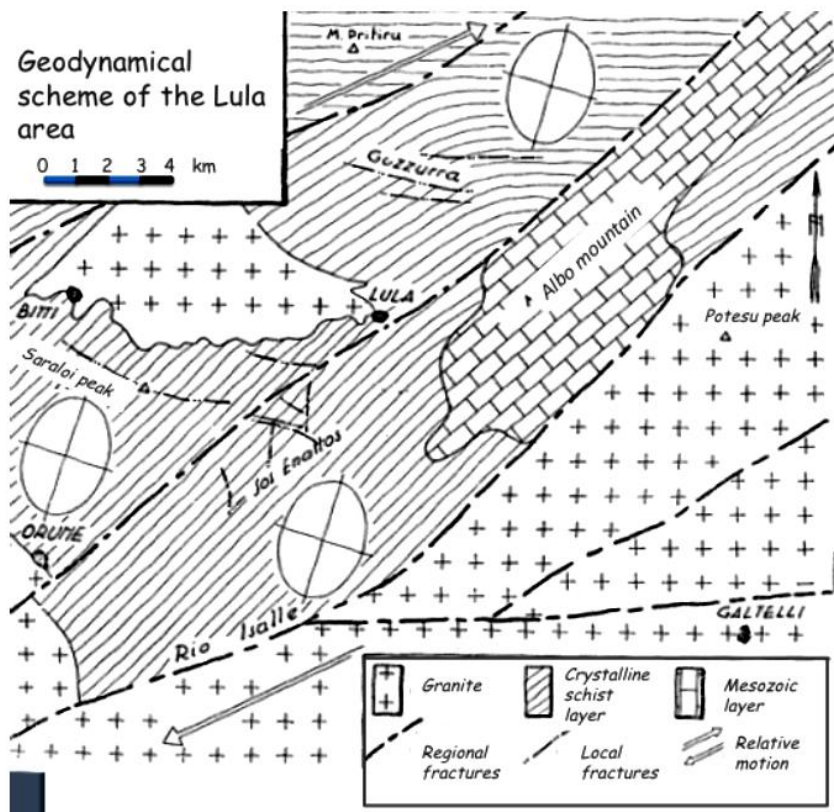 Geodynamical
scheme of the Lula
area
0 1 2 3 4 km
M. Pritiru
Guzzurra
LULA
BITTI
Albo mountain
Potesu peak
Saraloi peak
Sos Enattos
ORUNE
Rio Isalle
GALTELLI
Granite
Crystalline
schist
layer
Mesozoic
layer
Regional
fractures
Local
fractures
Relative
motion